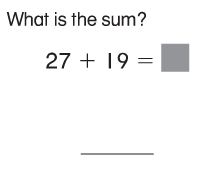 What is the sum?
27 + 19 =